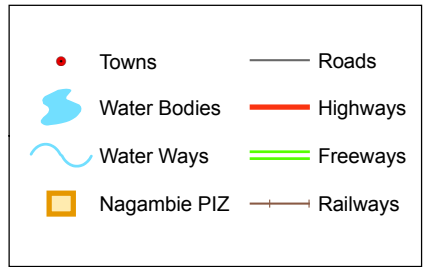 Towns
Roads
Water Bodies
Highways
Water Ways
Freeways
Nagambie PIZ
Railways